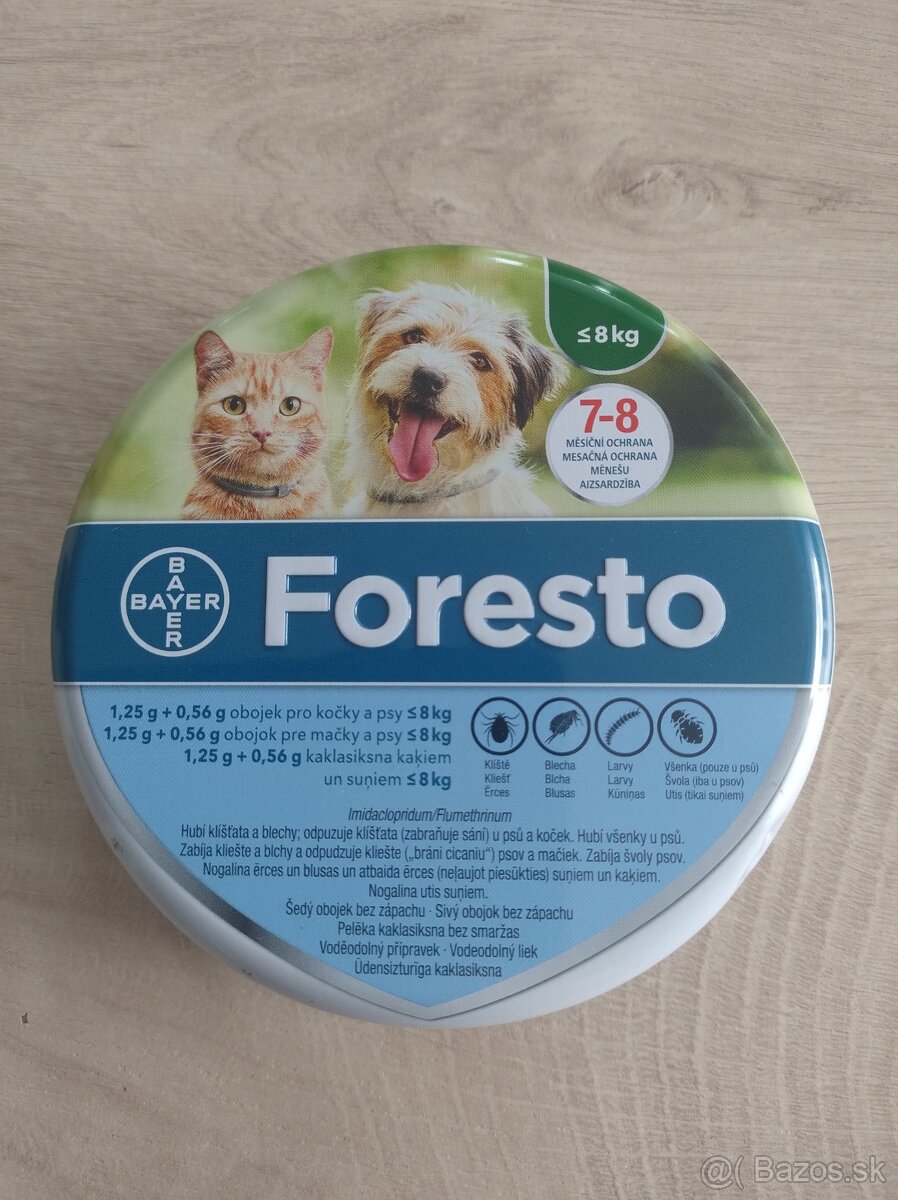 ≤8kg
7-8
MĚSÍČNÍ OCHRANA
MESAČNÁ OCHRANA
MĒNEŠU
AIZSARDZĪBA
BAYER
BAYER
Foresto
1,25 g + 0,56 g obojek pro kočky a psy ≤8kg
1,25 g + 0,56 g obojok pre mačky a psy ≤8kg
1,25 g + 0,56 g kaklasiksna kaķiem
un suņiem ≤8kg
Klíště
Kliešť
Ērces
Blecha
Blcha
Blusas
Larvy
Larvy
Kūniņas
Všenka (pouze u psů)
Švola (iba u psov)
Utis (tikai suņiem)
Imidaclopridum/Flumethrinum
Hubí klíšťata a blechy; odpuzuje klíšťata (zabraňuje sání) u psů a koček. Hubí všenky u psů.
Zabíja kliešte a blchy a odpudzuje kliešte („bráni cicaniu") psov a mačiek. Zabíja švoly psov.
Nogalina ērces un blusas un atbaida ērces (neļaujot piesūkties) suņiem un kaķiem.
Nogalina utis suņiem.
Šedý obojek bez zápachu · Sivý obojok bez zápachu
Pelēka kaklasiksna bez smaržas
Voděodolný přípravek · Vodeodolný liek
Ūdensizturīga kaklasiksna
@( Bazos.sk